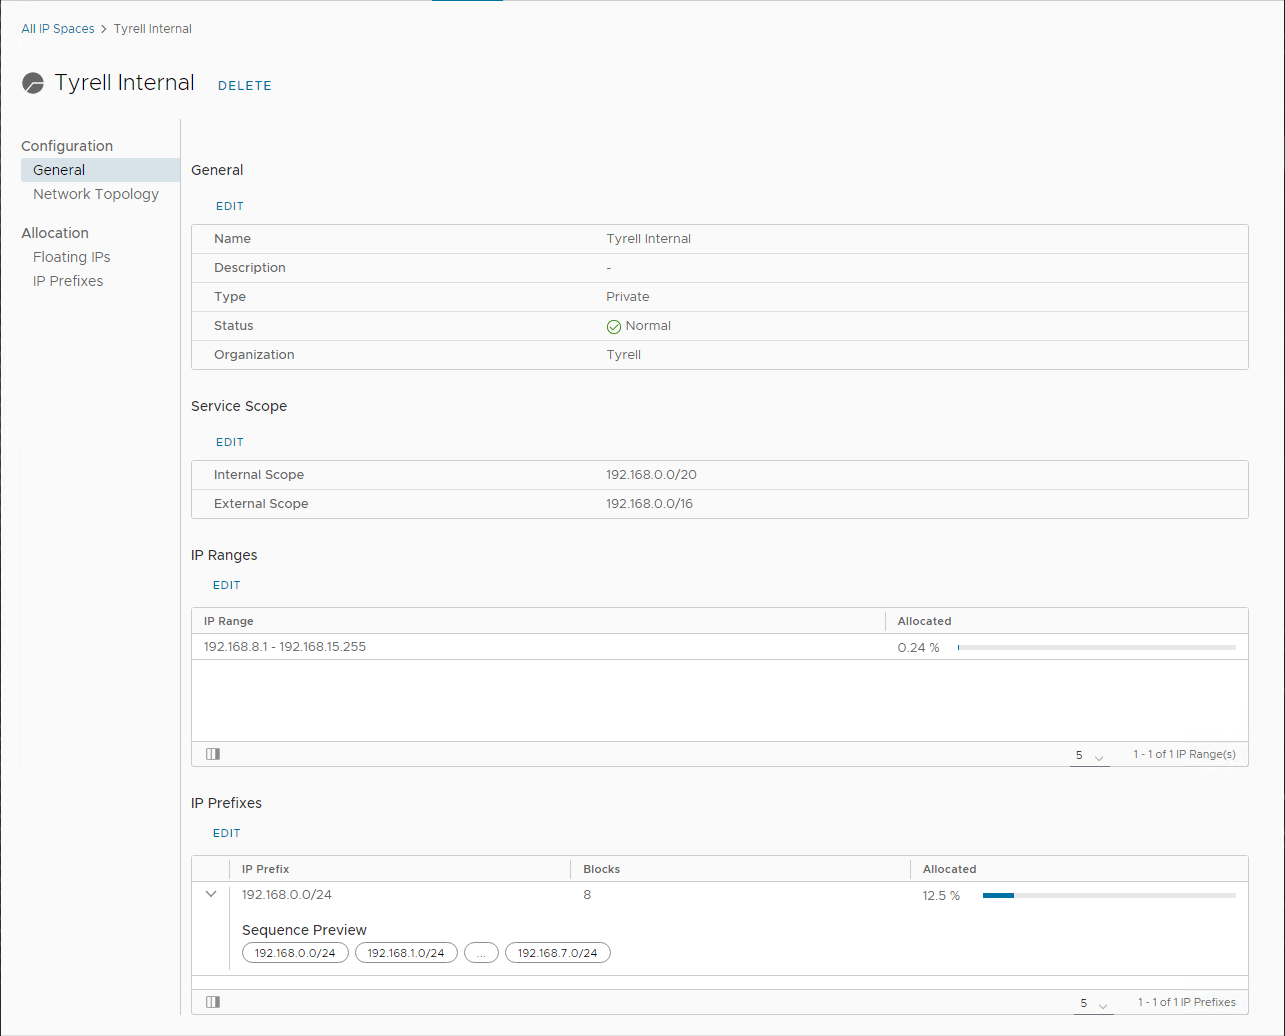 All IP Spaces > Tyrell Internal
Tyrell Internal DELETE
Configuration
General
Network Topology
Allocation
Floating IPs
IP Prefixes
General
EDIT
Name Tyrell Internal
Description -
Type Private
Status Normal
Organization Tyrell
Service Scope
EDIT
Internal Scope 192.168.0.0/20
External Scope 192.168.0.0/16
IP Ranges
EDIT
IP Range Allocated
192.168.8.1 - 192.168.15.255 0.24 %
5 1 - 1 of 1 IP Range(s)
IP Prefixes
EDIT
IP Prefix Blocks Allocated
192.168.0.0/24 8 12.5 %
Sequence Preview
192.168.0.0/24 192.168.1.0/24 ... 192.168.7.0/24
5 1 - 1 of 1 IP Prefixes